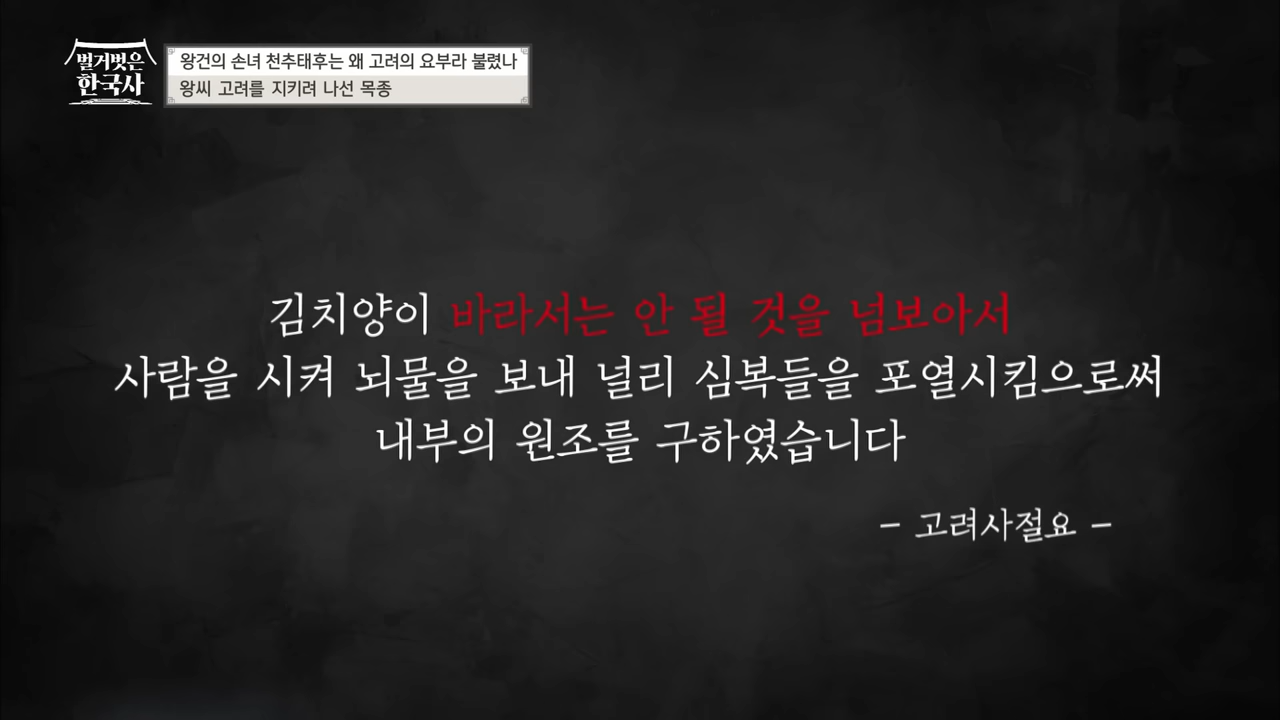 벌거벗은
한국사
왕건의 손녀 천추태후는 왜 고려의 요부라 불렸나
왕씨 고려를 지키려 나선 목종
김치양이 바라서는 안 될 것을 넘보아서
사람을 시켜 뇌물을 보내 널리 심복들을 포열시킴으로써
내부의 원조를 구하였습니다
- 고려사절요 -